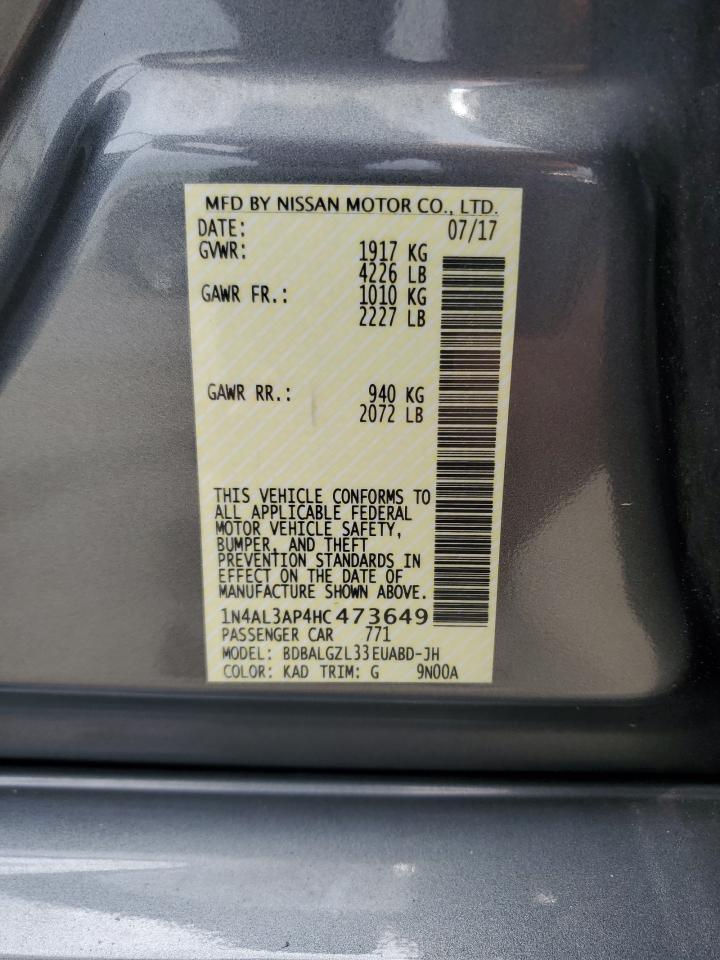 MFD BY NISSAN MOTOR CO., LTD.
DATE: 07/17
GVWR: 1917 KG
4226 LB
GAWR FR.: 1010 KG
2227 LB
GAWR RR.: 940 KG
2072 LB
THIS VEHICLE CONFORMS TO
ALL APPLICABLE FEDERAL
MOTOR VEHICLE SAFETY,
BUMPER, AND THEFT
PREVENTION STANDARDS IN
EFFECT ON THE DATE OF
MANUFACTURE SHOWN ABOVE.
1N4AL3AP4HC473649
PASSENGER CAR 771
MODEL: BDBALGZL33EUABD-JH
COLOR: KAD TRIM: G 9N00A